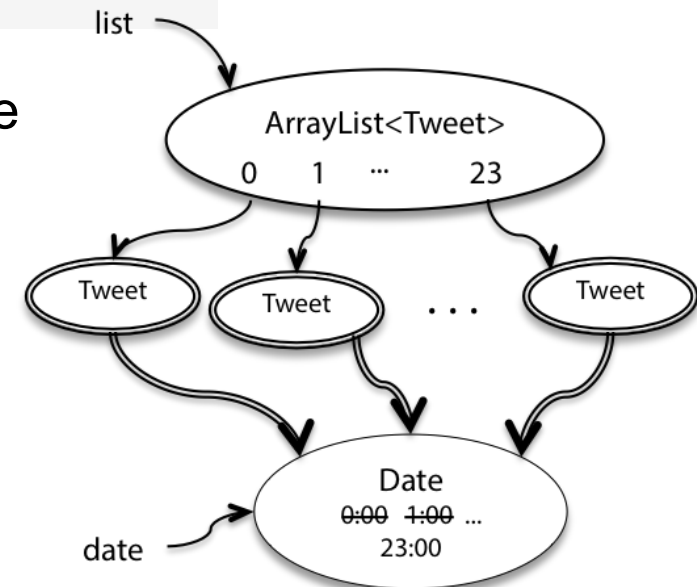 list
e
ArrayList<Tweet>
0 1 ... 23
Tweet Tweet ... Tweet
Date
0:00 1:00 ...
23:00
date